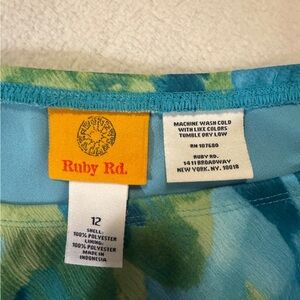 Ruby Rd.
12
SHELL:
100% POLYESTER
LINING:
100% POLYESTER
MADE IN
INDONESIA
MACHINE WASH COLD
WITH LIKE COLORS
TUMBLE DRY LOW
RN 107680
RUBY RD.
1411 BROADWAY
NEW YORK. NY. 10018